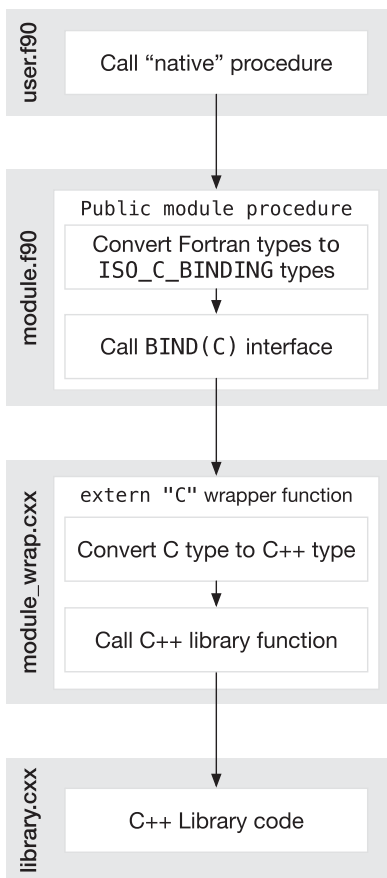 user.f90
Call “native” procedure
module.f90
Public module procedure
Convert Fortran types to
ISO_C_BINDING types
Call BIND(C) interface
module_wrap.cxx
extern "C" wrapper function
Convert C type to C++ type
Call C++ library function
library.cxx
C++ Library code